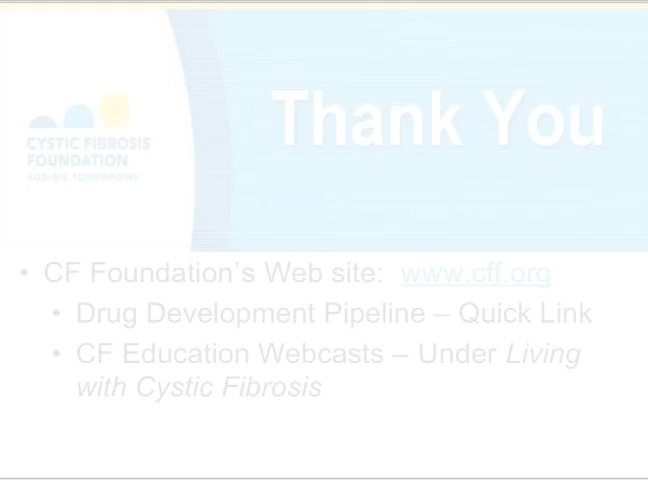 Thank You
CYSTIC FIBROSIS
FOUNDATION
ADDING TOMORROWS
• CF Foundation’s Web site: www.cff.org
• Drug Development Pipeline – Quick Link
• CF Education Webcasts – Under Living
with Cystic Fibrosis